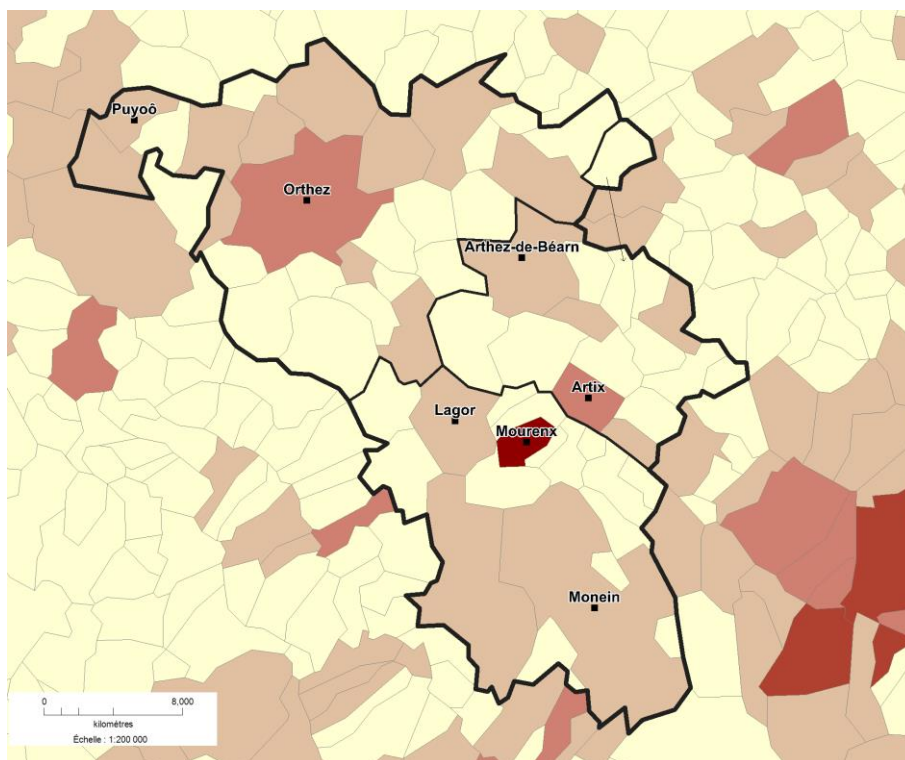 Puyoô
Orthez
Arthez-de-Béarn
Artix
Lagor
Mourenx
Monein
0 8,000
kilomètres
Échelle : 1:200 000